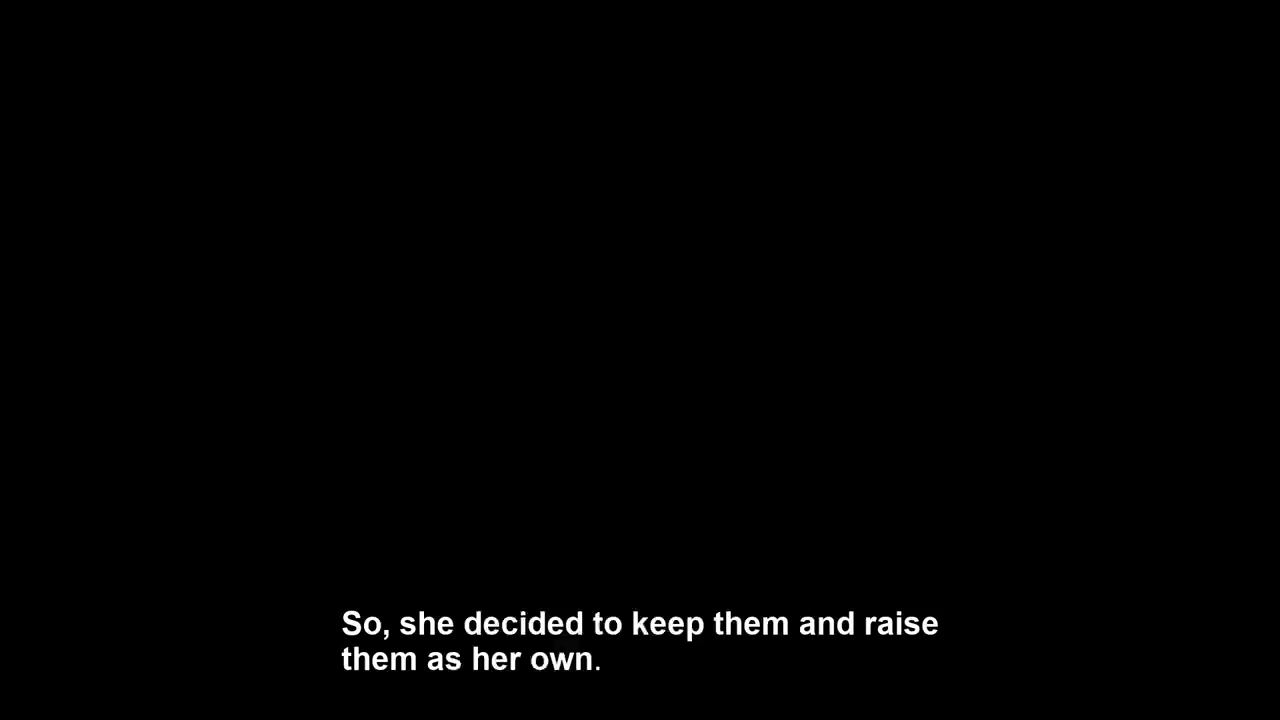 So, she decided to keep them and raise
them as her own.